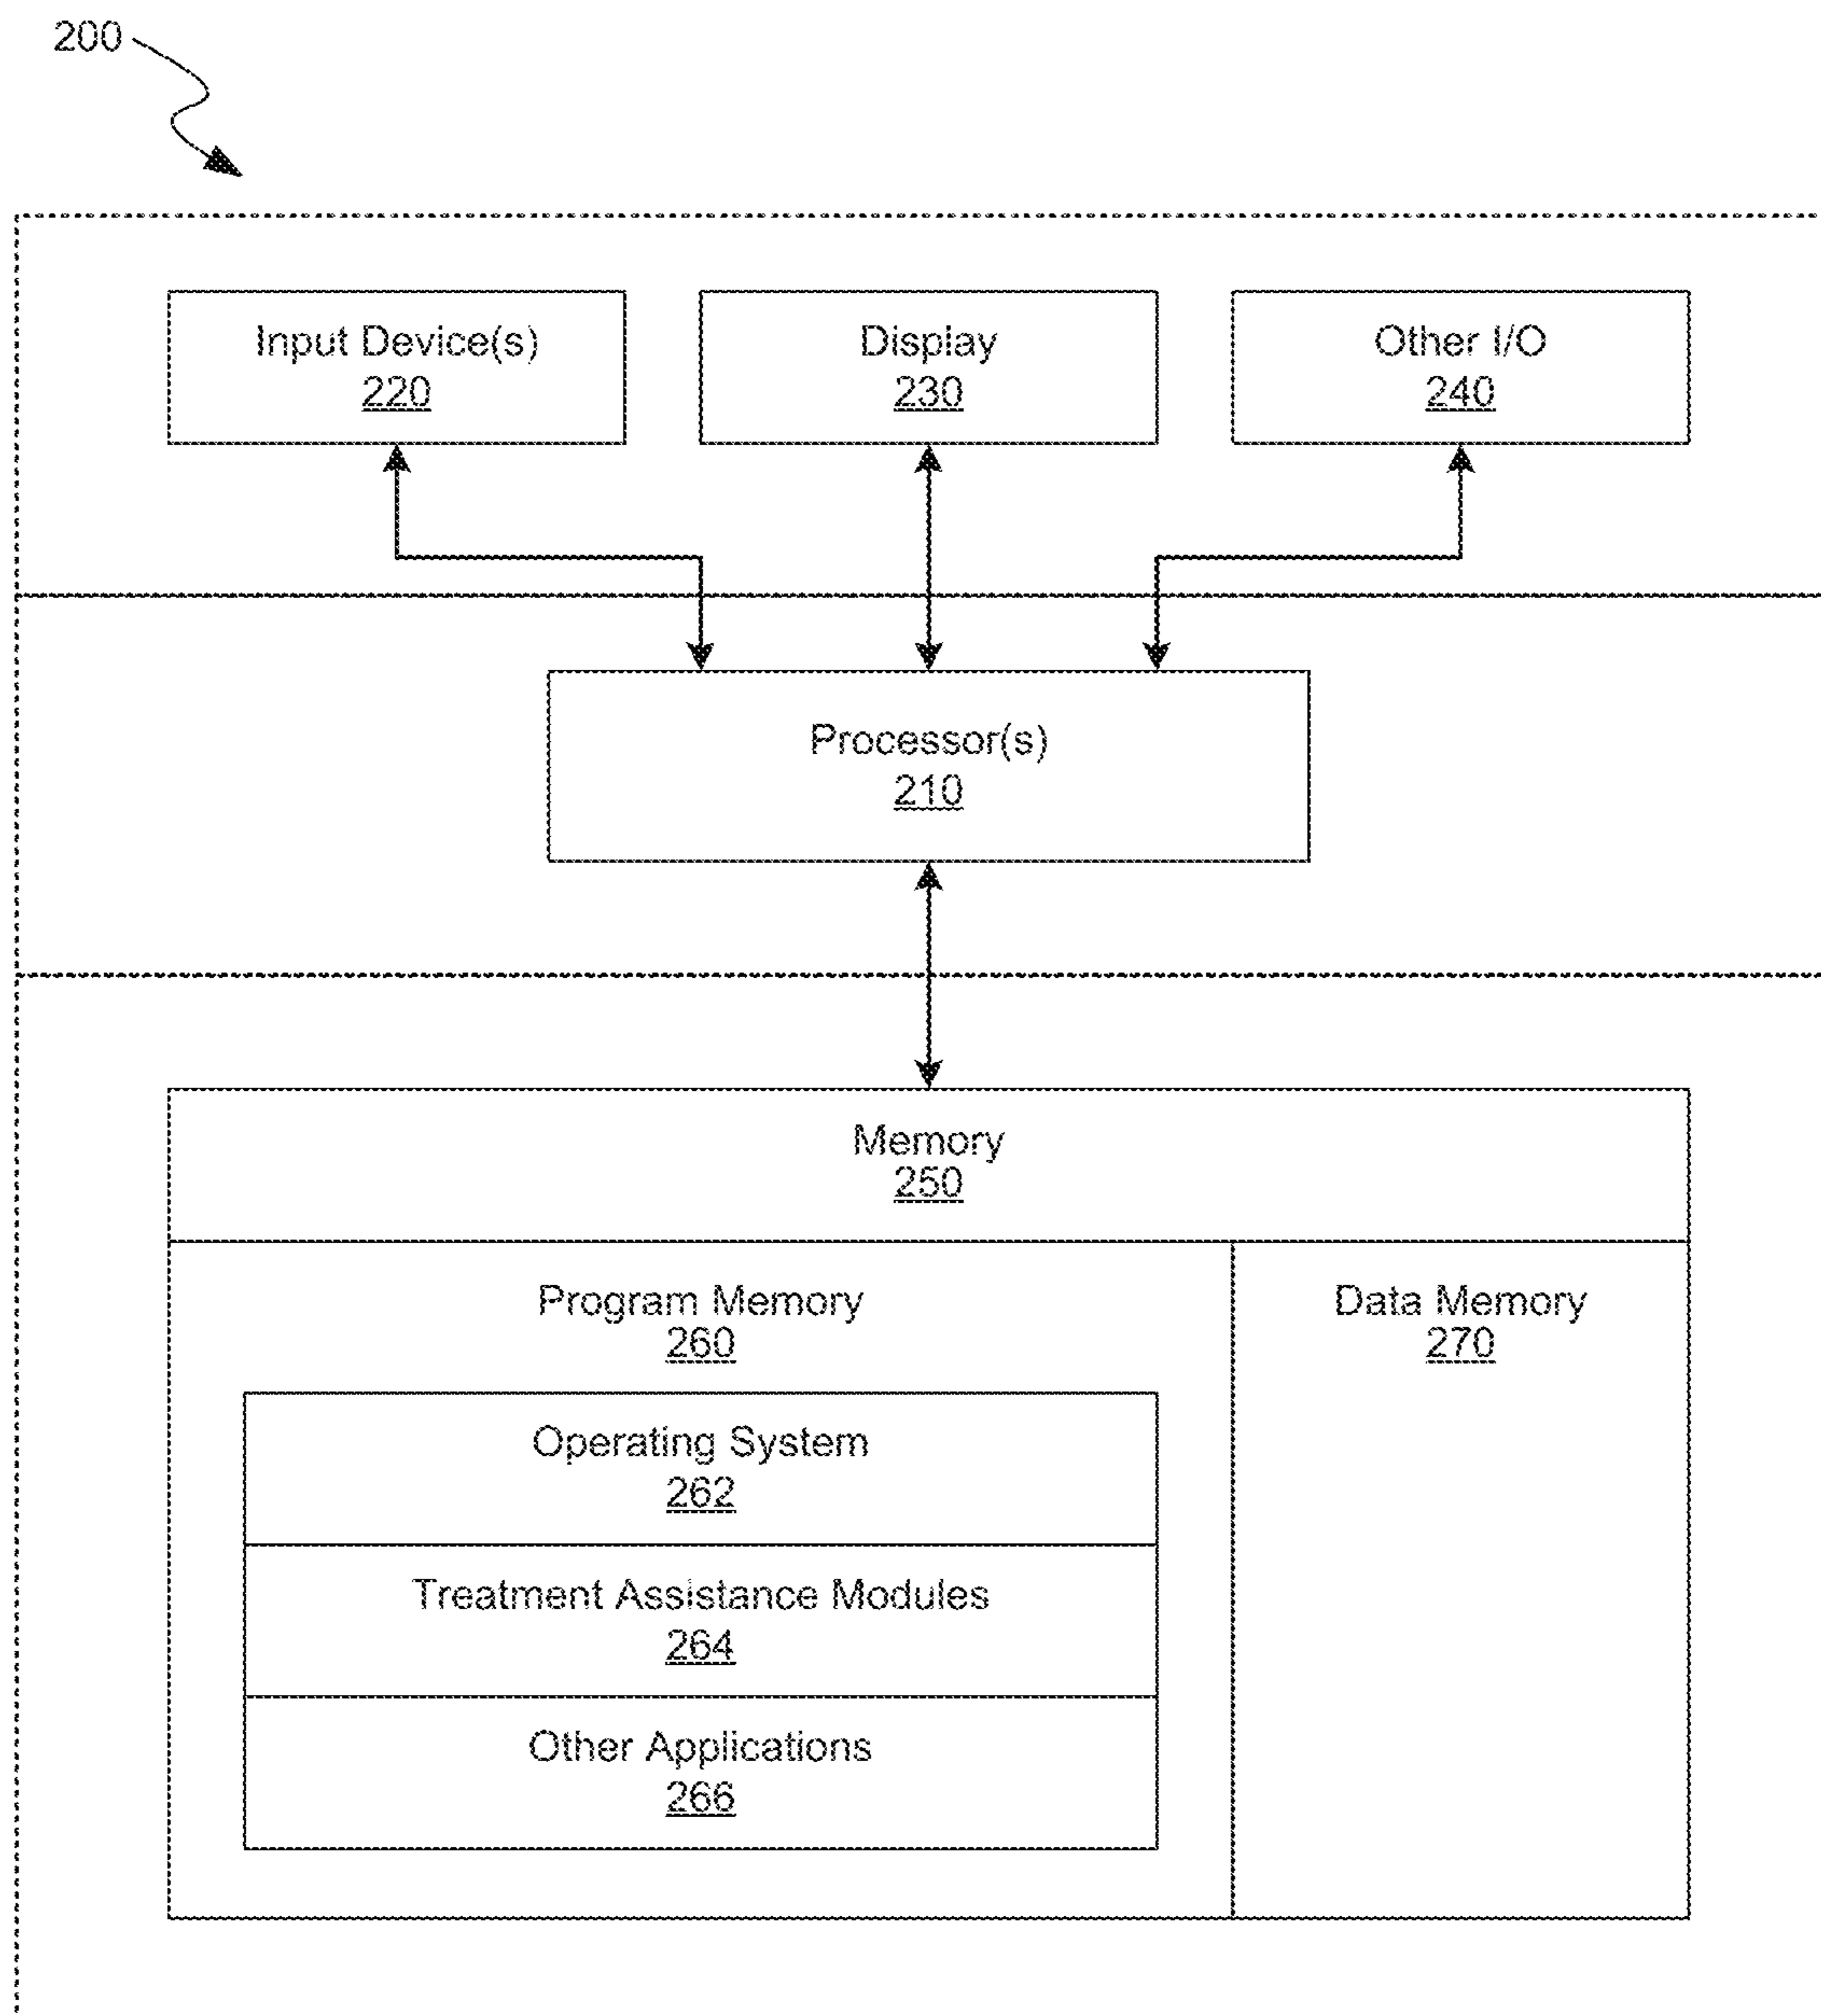 200
Input Device(s)
220
Display
230
Other I/O
240
Processor(s)
210
Memory
250
Program Memory
260
Data Memory
270
Operating System
262
Treatment Assistance Modules
264
Other Applications
266